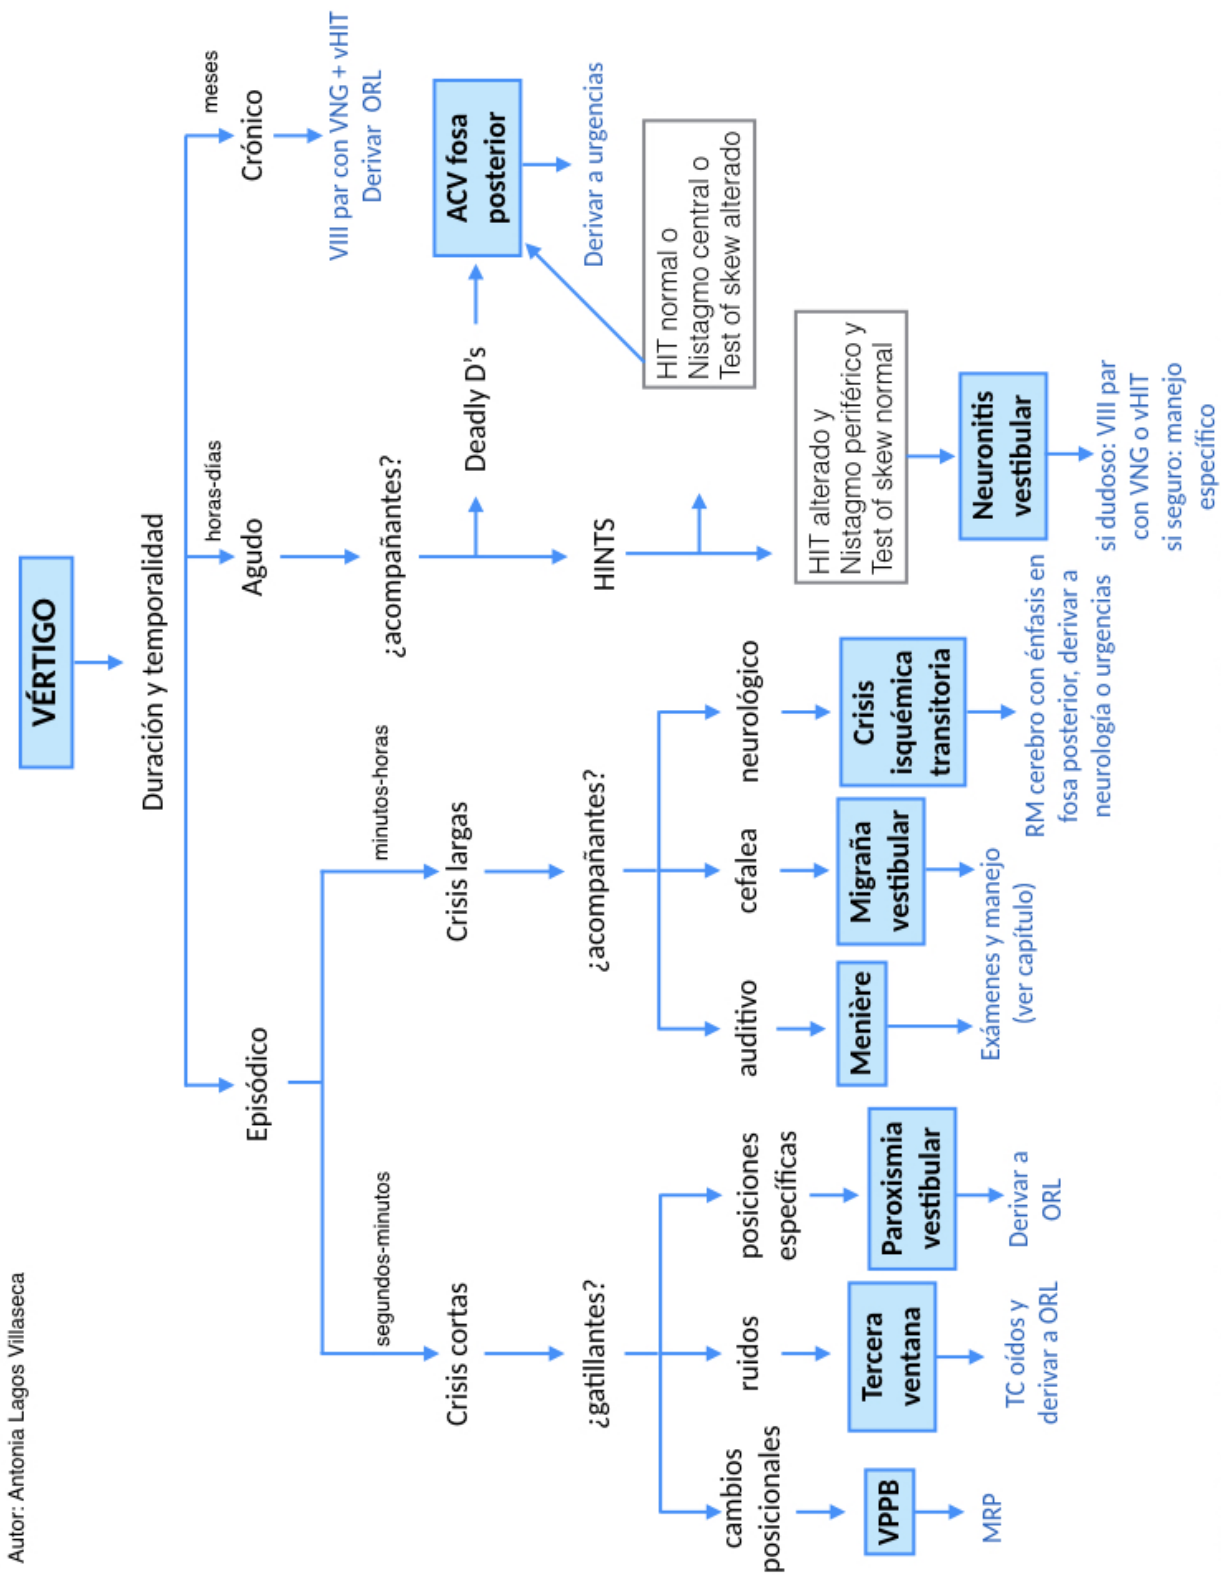 Autor: Antonia Lagos Villaseca
VÉRTIGO
Duración y temporalidad
Episódico
horas-días
Agudo
meses
Crónico
VIII par con VNG + vHIT
Derivar ORL
segundos-minutos
Crisis cortas
minutos-horas
Crisis largas
¿acompañantes?
Deadly D's
ACV fosa
posterior
Derivar a urgencias
¿gatillantes?
¿acompañantes?
HINTS
HIT normal o
Nistagmo central o
Test of skew alterado
cambios
posicionales
ruidos
posiciones
específicas
auditivo
cefalea
neurológico
HIT alterado y
Nistagmo periférico y
Test of skew normal
VPPB
Tercera
ventana
Paroxismia
vestibular
Menière
Migraña
vestibular
Crisis
isquémica
transitoria
Neuronitis
vestibular
MRP
TC oídos y
derivar a ORL
Derivar a
ORL
Exámenes y manejo
(ver capítulo)
RM cerebro con énfasis en
fosa posterior, derivar a
neurología o urgencias
si dudoso: VIII par
con VNG o vHIT
si seguro: manejo
específico